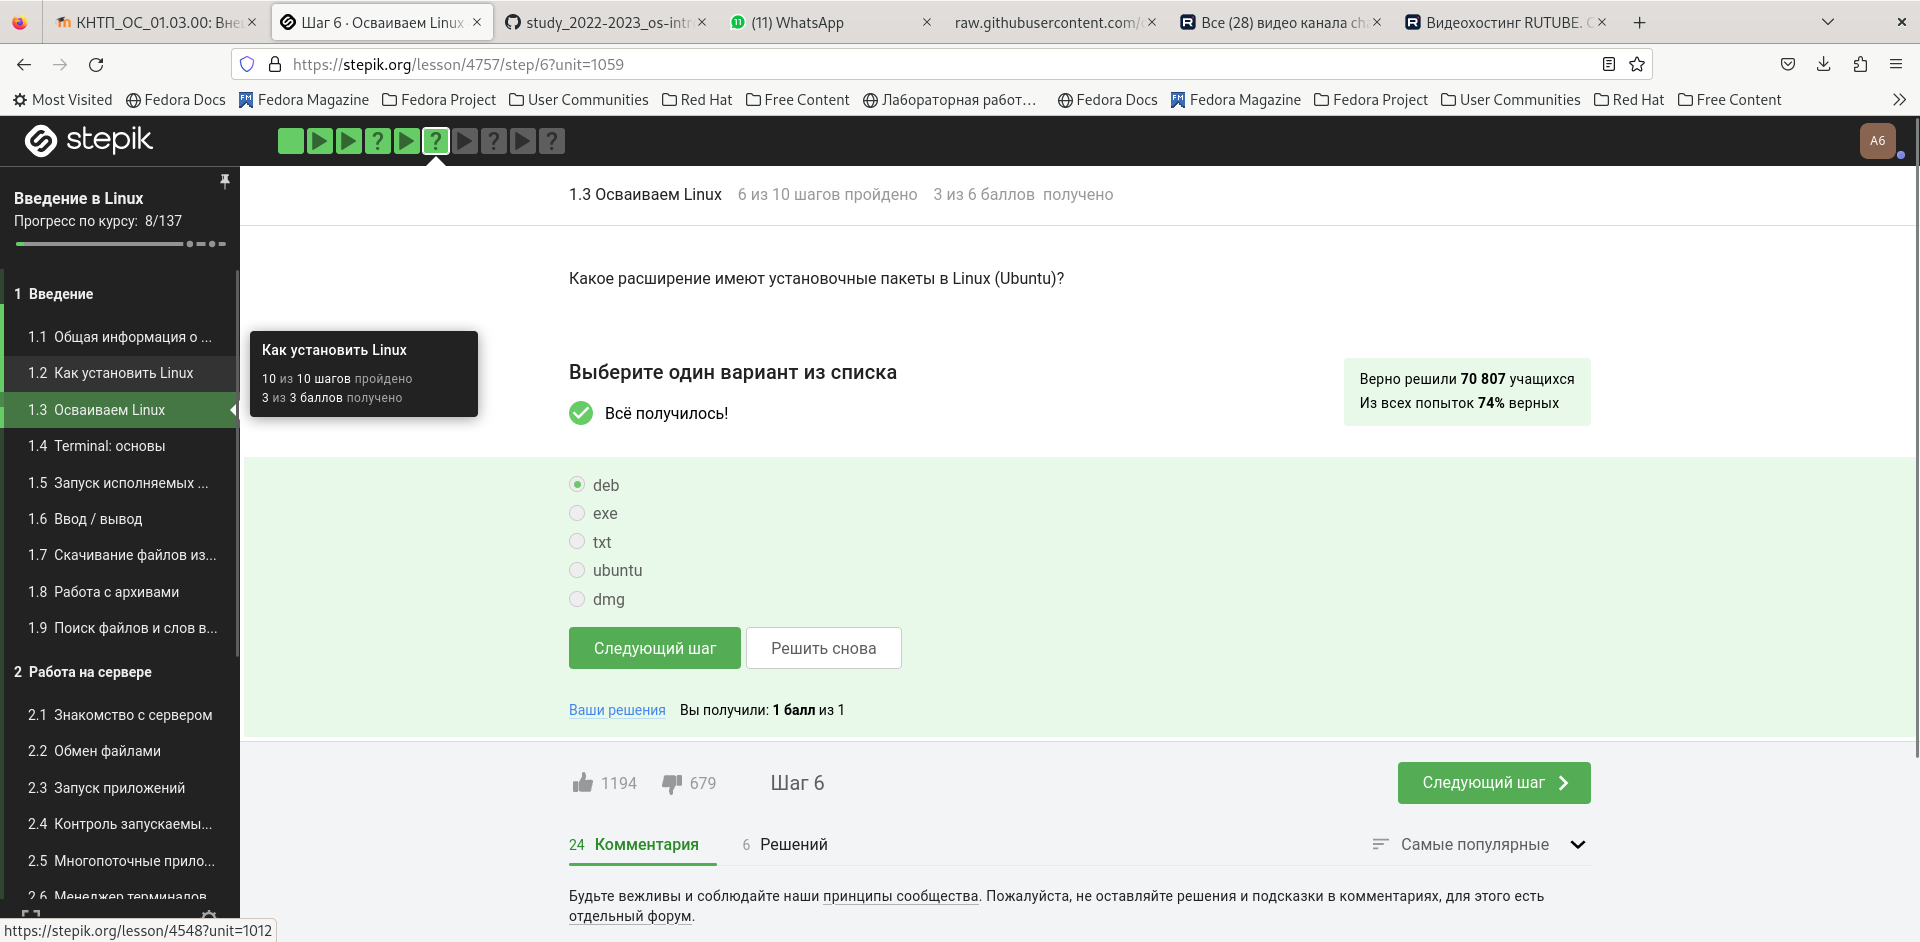 КНТП_ОС_01.03.00: Вне
Шаг 6 · Осваиваем Linux
study_2022-2023_os-intr
(11) WhatsApp
raw.githubusercontent.com/
Все (28) видео канала
Видеохостинг RUTUBE.
https://stepik.org/lesson/4757/step/6?unit=1059
Most Visited
Fedora Docs
Fedora Magazine
Fedora Project
User Communities
Red Hat
Free Content
Лабораторная работ…
Fedora Docs
Fedora Magazine
Fedora Project
User Communities
Red Hat
Free Content
stepik
A6
Введение в Linux
Прогресс по курсу: 8/137
1 Введение
1.1 Общая информация о ...
1.2 Как установить Linux
1.3 Осваиваем Linux
1.4 Terminal: основы
1.5 Запуск исполняемых ...
1.6 Ввод / вывод
1.7 Скачивание файлов из...
1.8 Работа с архивами
1.9 Поиск файлов и слов в...
2 Работа на сервере
2.1 Знакомство с сервером
2.2 Обмен файлами
2.3 Запуск приложений
2.4 Контроль запускаемы...
2.5 Многопоточные прило...
2.6 Менеджер терминалов
https://stepik.org/lesson/4548?unit=1012
Как установить Linux
10 из 10 шагов пройдено
3 из 3 баллов получено
1.3 Осваиваем Linux 6 из 10 шагов пройдено 3 из 6 баллов получено
Какое расширение имеют установочные пакеты в Linux (Ubuntu)?
Выберите один вариант из списка
Всё получилось!
Верно решили 70 807 учащихся
Из всех попыток 74% верных
deb
exe
txt
ubuntu
dmg
Следующий шаг
Решить снова
Ваши решения Вы получили: 1 балл из 1
1194
679
Шаг 6
Следующий шаг
24 Комментария
6 Решений
Самые популярные
Будьте вежливы и соблюдайте наши принципы сообщества. Пожалуйста, не оставляйте решения и подсказки в комментариях, для этого есть
отдельный форум.